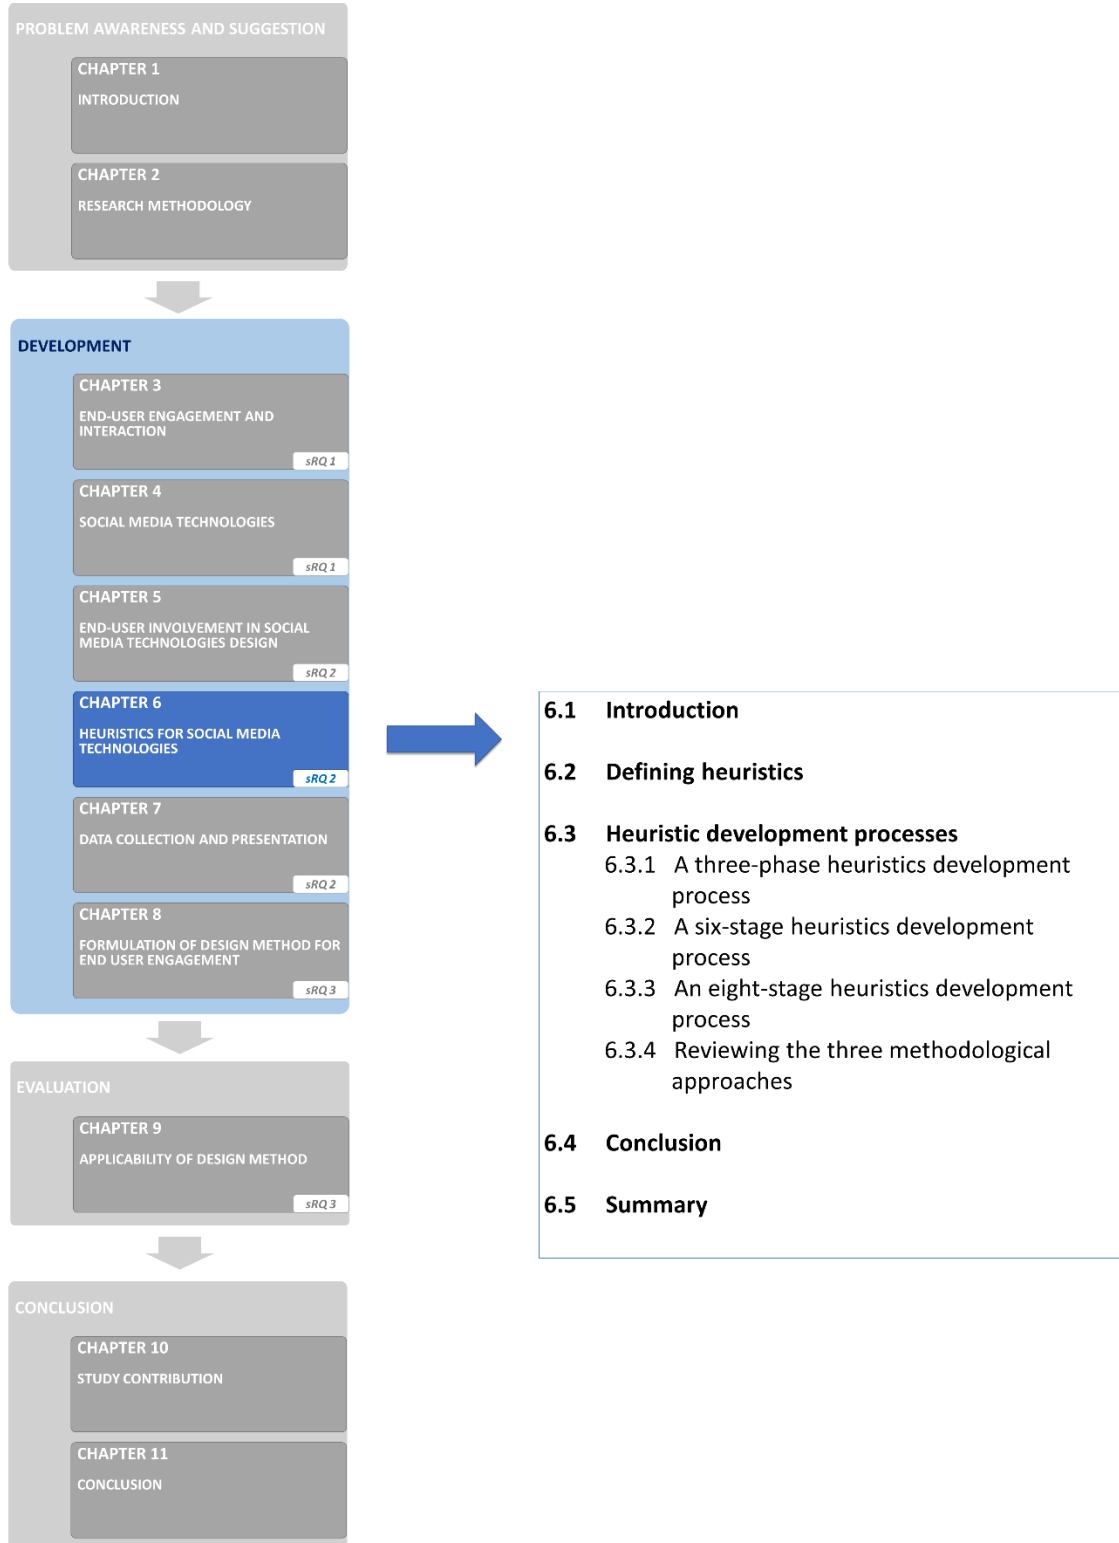 PROBLEM AWARENESS AND SUGGESTION
CHAPTER 1
INTRODUCTION
CHAPTER 2
RESEARCH METHODOLOGY
DEVELOPMENT
CHAPTER 3
END-USER ENGAGEMENT AND
INTERACTION
sRQ 1
CHAPTER 4
SOCIAL MEDIA TECHNOLOGIES
sRQ 1
CHAPTER 5
END-USER INVOLVEMENT IN SOCIAL
MEDIA TECHNOLOGIES DESIGN
sRQ 2
CHAPTER 6
HEURISTICS FOR SOCIAL MEDIA
TECHNOLOGIES
sRQ 2
CHAPTER 7
DATA COLLECTION AND PRESENTATION
sRQ 2
CHAPTER 8
FORMULATION OF DESIGN METHOD FOR
END USER ENGAGEMENT
sRQ 3
EVALUATION
CHAPTER 9
APPLICABILITY OF DESIGN METHOD
sRQ 3
CONCLUSION
CHAPTER 10
STUDY CONTRIBUTION
CHAPTER 11
CONCLUSION
6.1 Introduction
6.2 Defining heuristics
6.3 Heuristic development processes
6.3.1 A three-phase heuristics development
process
6.3.2 A six-stage heuristics development
process
6.3.3 An eight-stage heuristics development
process
6.3.4 Reviewing the three methodological
approaches
6.4 Conclusion
6.5 Summary